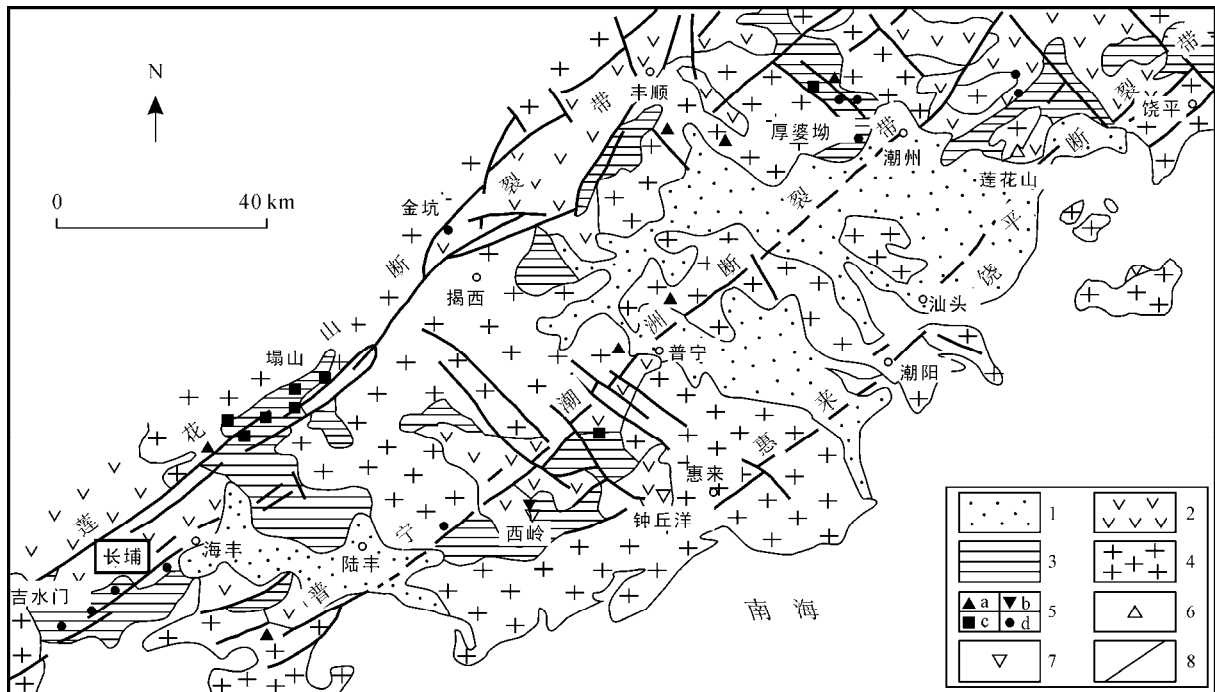 N
0 40 km
丰顺
厚婆坳
潮州
饶平
莲花山
金坑
揭西
汕头
普宁
潮阳
塌山
惠来
钟丘洋
西岭
海丰
陆丰
长埔
吉水门
南海
莲花山断裂带
普宁潮洲断裂带
惠来饶平断裂带
1
2
3
4
a
b
c
d
5
6
7
8